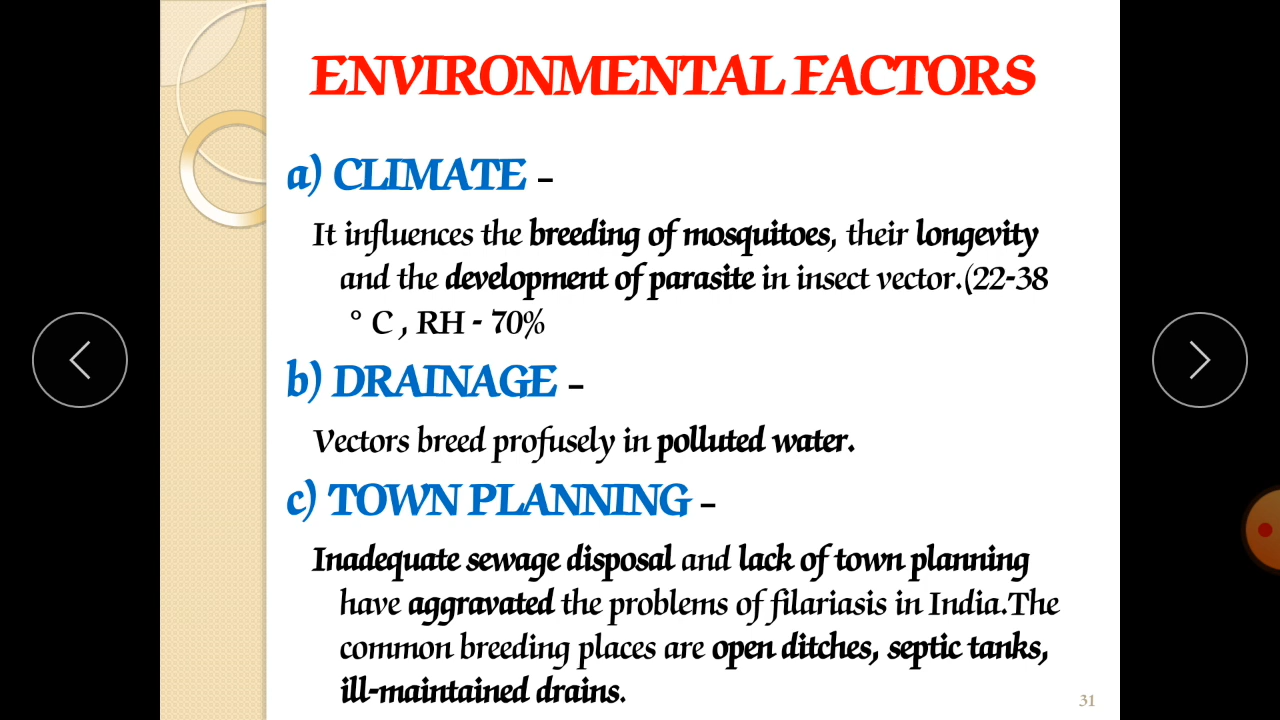 ENVIRONMENTAL FACTORS
a) CLIMATE –
It influences the breeding of mosquitoes, their longevity
and the development of parasite in insect vector.(22-38
° C , RH - 70%
b) DRAINAGE –
Vectors breed profusely in polluted water.
c) TOWN PLANNING –
Inadequate sewage disposal and lack of town planning
have aggravated the problems of filariasis in India.The
common breeding places are open ditches, septic tanks,
ill-maintained drains.
31